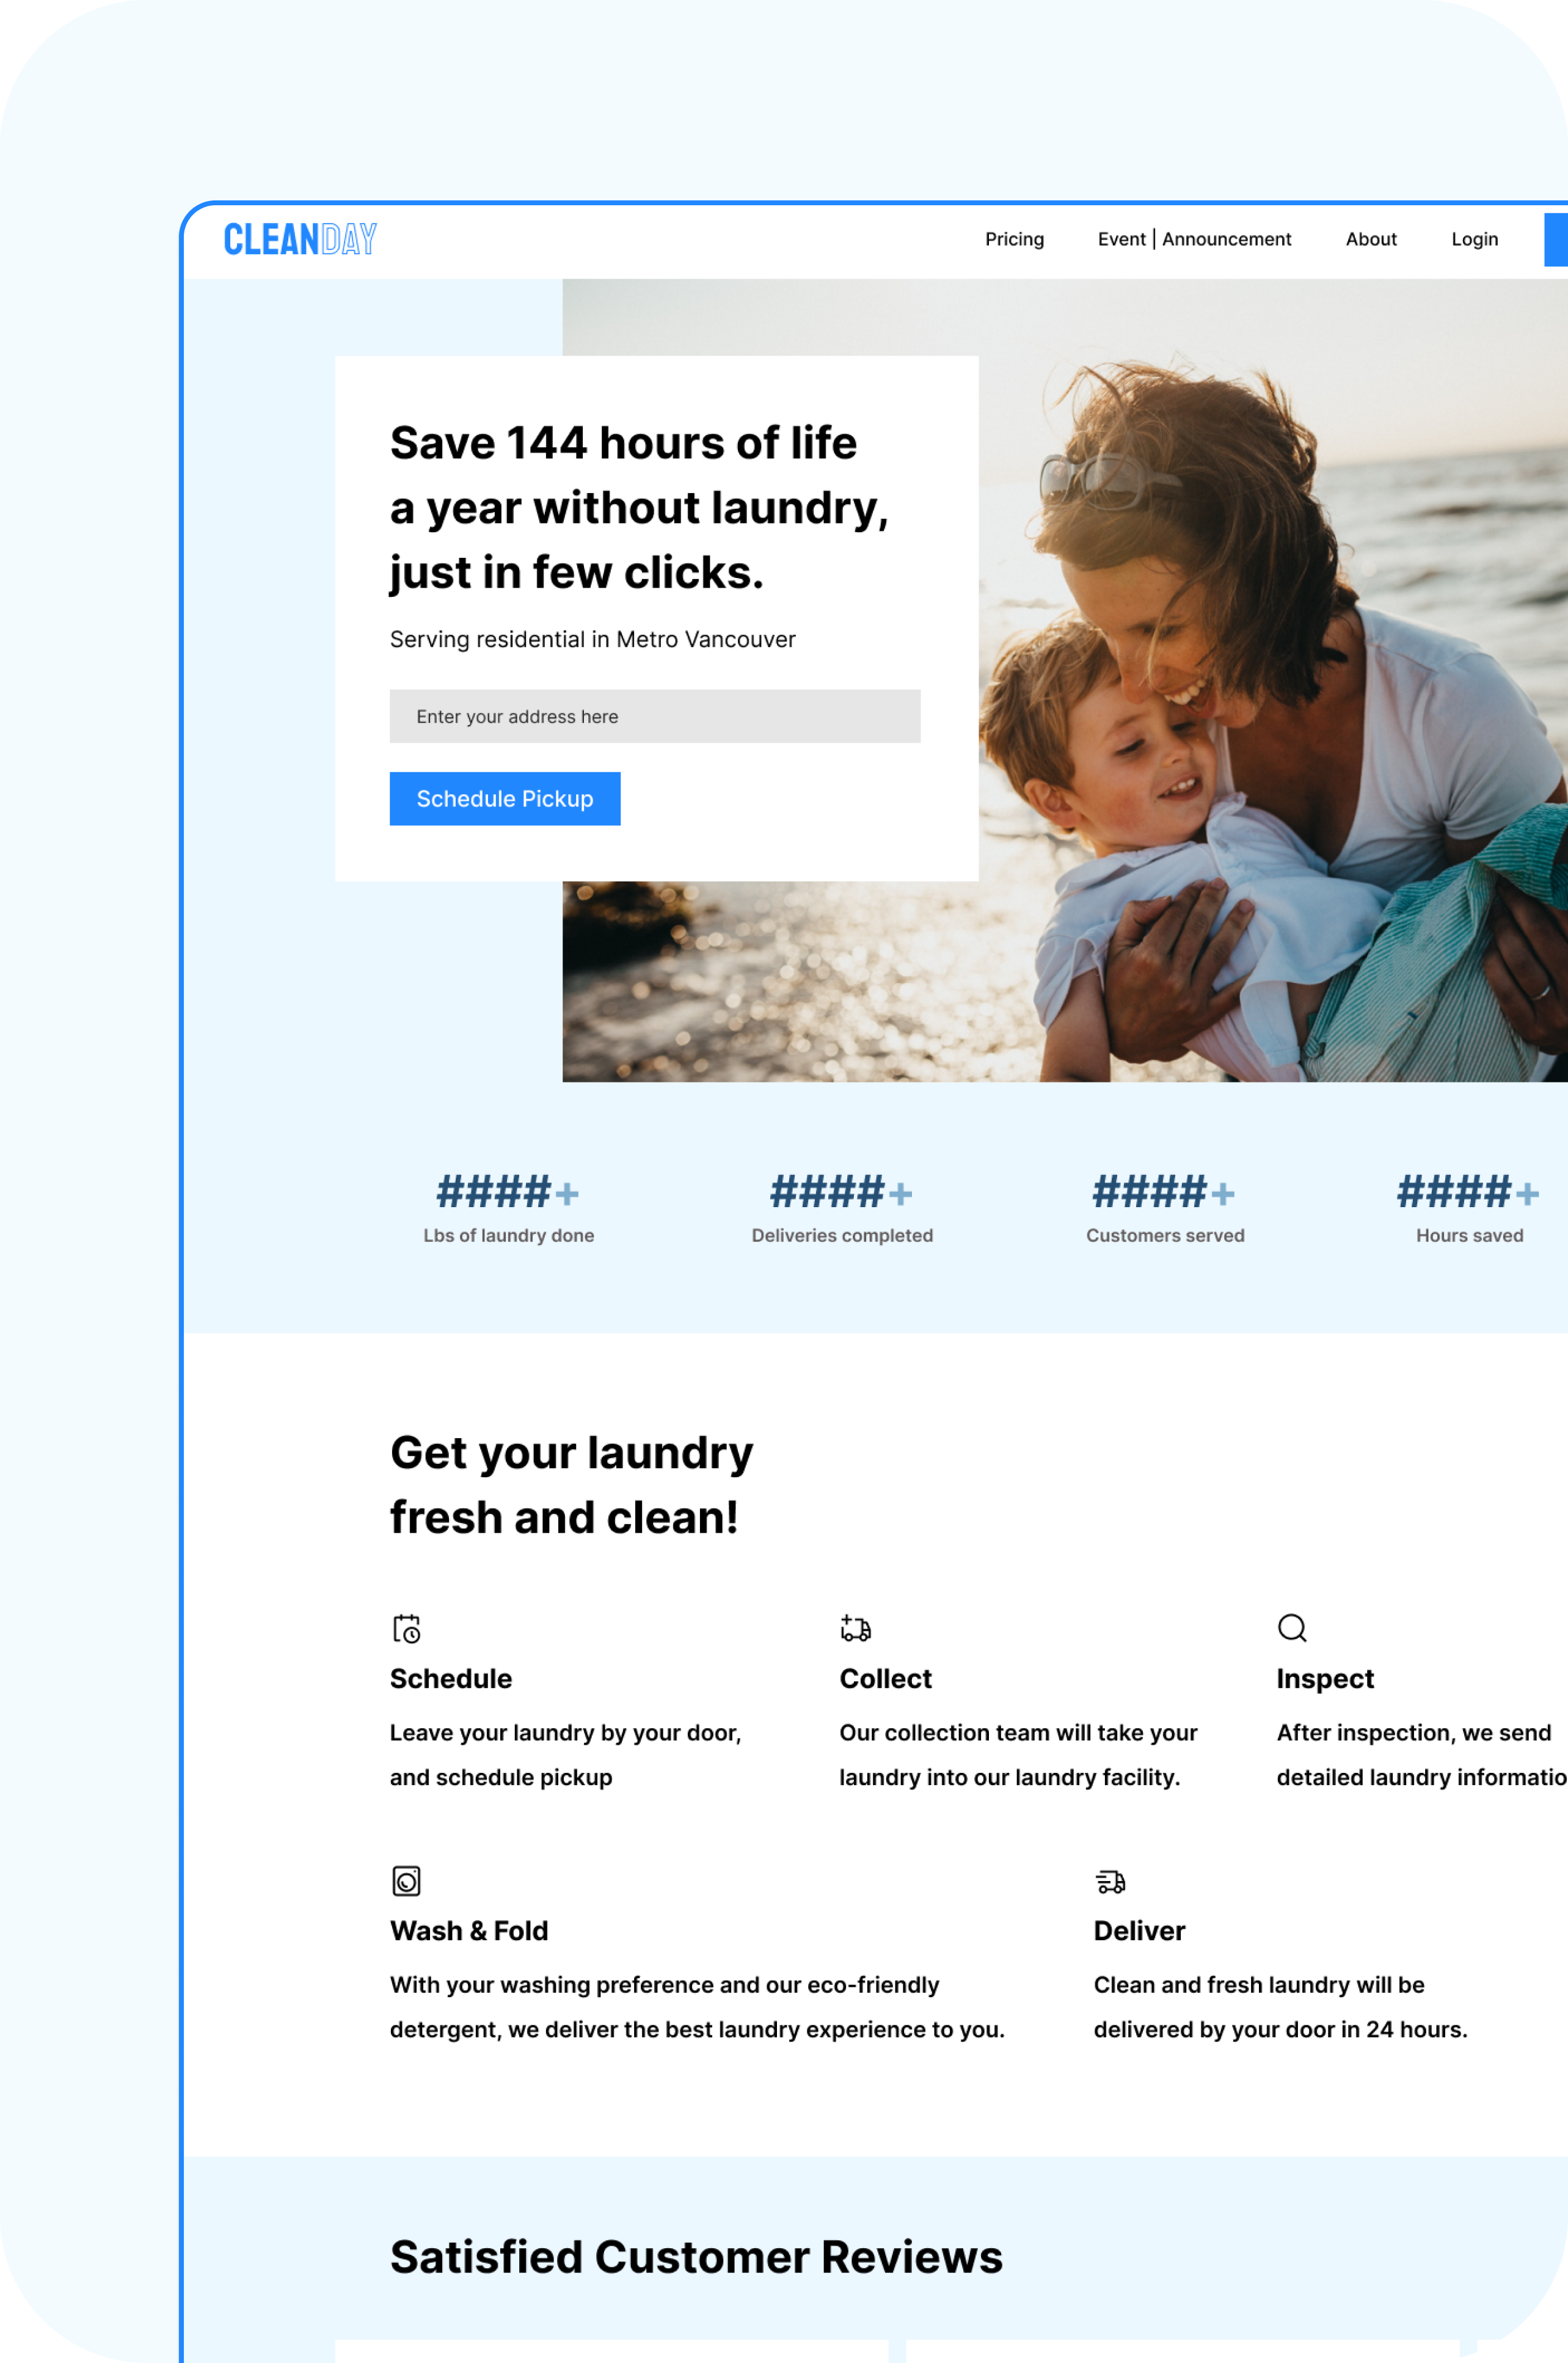 CLEANDAY
Pricing
Event | Announcement
About
Login
Save 144 hours of life
a year without laundry,
just in few clicks.
Serving residential in Metro Vancouver
Enter your address here
Schedule Pickup
####+
Lbs of laundry done
####+
Deliveries completed
####+
Customers served
####+
Hours saved
Get your laundry
fresh and clean!
Schedule
Leave your laundry by your door,
and schedule pickup
Collect
Our collection team will take your
laundry into our laundry facility.
Inspect
After inspection, we send
detailed laundry informatio
Wash & Fold
With your washing preference and our eco-friendly
detergent, we deliver the best laundry experience to you.
Deliver
Clean and fresh laundry will be
delivered by your door in 24 hours.
Satisfied Customer Reviews